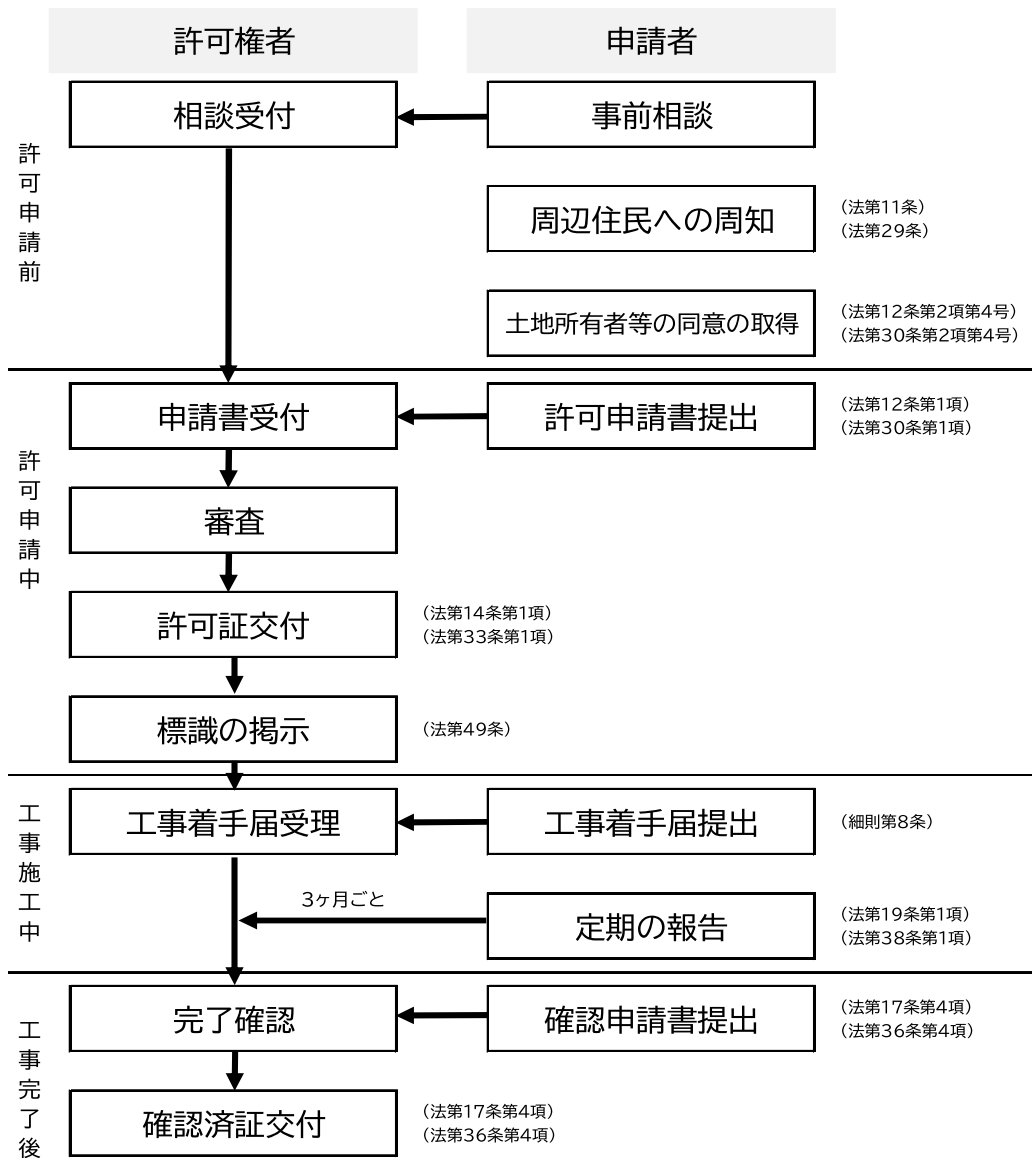 許可権者
申請者
許可申請前
相談受付
事前相談
周辺住民への周知
（法第11条）
（法第29条）
土地所有者等の同意の取得
（法第12条第2項第4号）
（法第30条第2項第4号）
許可申請中
申請書受付
許可申請書提出
（法第12条第1項）
（法第30条第1項）
審査
許可証交付
（法第14条第1項）
（法第33条第1項）
標識の掲示
（法第49条）
工事施工中
工事着手届受理
工事着手届提出
（細則第8条）
3ヶ月ごと
定期の報告
（法第19条第1項）
（法第38条第1項）
工事完了後
完了確認
確認申請書提出
（法第17条第4項）
（法第36条第4項）
確認済証交付
（法第17条第4項）
（法第36条第4項）